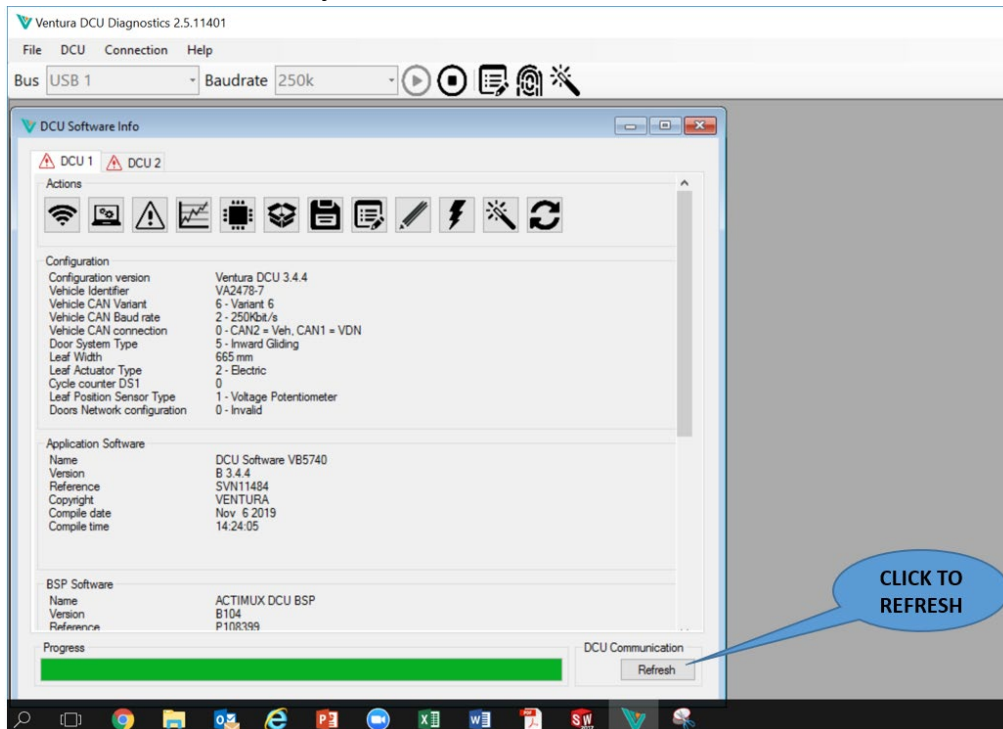 Ventura DCU Diagnostics 2.5.11401
File DCU Connection Help
Bus USB 1 Baudrate 250k
DCU Software Info
DCU 1 DCU 2
Actions
Configuration
Configuration version Ventura DCU 3.4.4
Vehicle Identifier VA2478-7
Vehicle CAN Variant 6 - Variant 6
Vehicle CAN Baud rate 2 - 250Kbit/s
Vehicle CAN connection 0 - CAN2 = Veh, CAN1 = VDN
Door System Type 5 - Inward Gliding
Leaf Width 665 mm
Leaf Actuator Type 2 - Electric
Cycle counter DS1 0
Leaf Position Sensor Type 1 - Voltage Potentiometer
Doors Network configuration 0 - Invalid
Application Software
Name DCU Software VB5740
Version B 3.4.4
Reference SVN11484
Copyright VENTURA
Compile date Nov 6 2019
Compile time 14:24:05
BSP Software
Name ACTIMUX DCU BSP
Version B104
Reference P108399
CLICK TO
REFRESH
Progress DCU Communication
Refresh